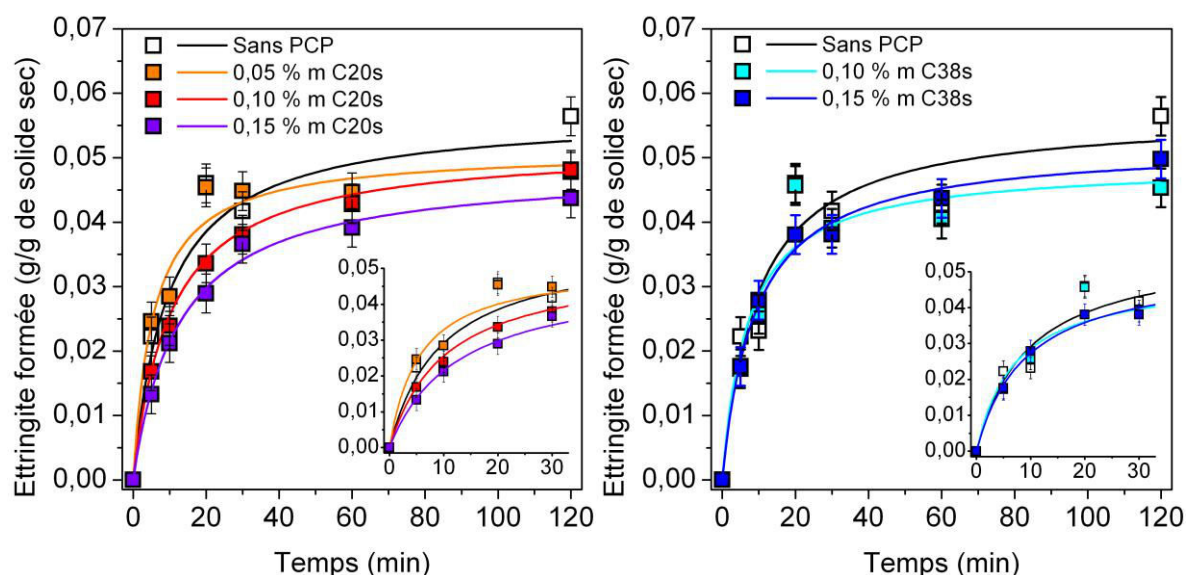 Ettringite formée (g/g de solide sec)
0,07
0,06
0,05
0,04
0,03
0,02
0,01
0,00
Sans PCP
0,05 % m C20s
0,10 % m C20s
0,15 % m C20s
0,05
0,04
0,03
0,02
0,01
0,00
0 10 20 30
0 20 40 60 80 100 120
Temps (min)
Ettringite formée (g/g de solide sec)
0,07
0,06
0,05
0,04
0,03
0,02
0,01
0,00
Sans PCP
0,10 % m C38s
0,15 % m C38s
0,05
0,04
0,03
0,02
0,01
0,00
0 10 20 30
0 20 40 60 80 100 120
Temps (min)